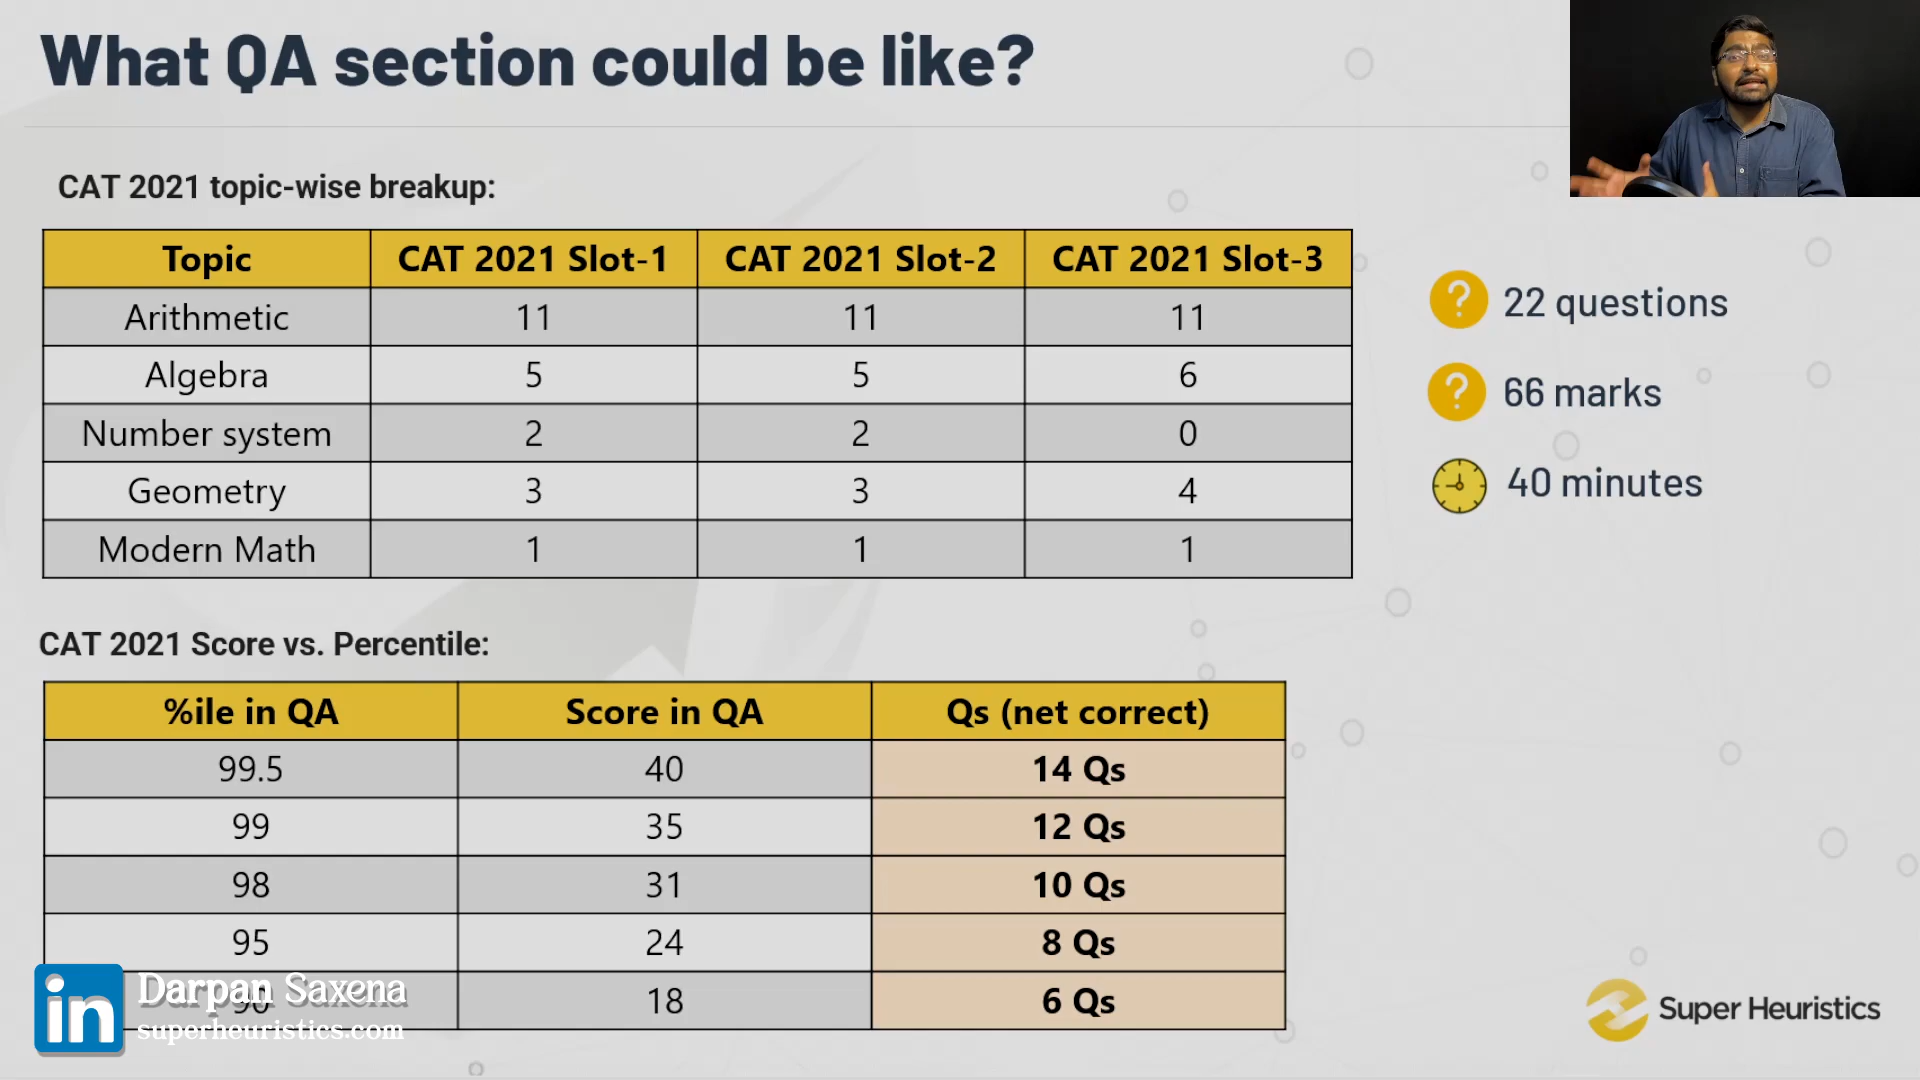 What QA section could be like?
CAT 2021 topic-wise breakup:
Topic CAT 2021 Slot-1 CAT 2021 Slot-2 CAT 2021 Slot-3
Arithmetic 11 11 11
Algebra 5 5 6
Number system 2 2 0
Geometry 3 3 4
Modern Math 1 1 1
? 22 questions
? 66 marks
40 minutes
CAT 2021 Score vs. Percentile:
%ile in QA Score in QA Qs (net correct)
99.5 40 14 Qs
99 35 12 Qs
98 31 10 Qs
95 24 8 Qs
90 18 6 Qs
in
Darpan Saxena
superheuristics.com
Super Heuristics